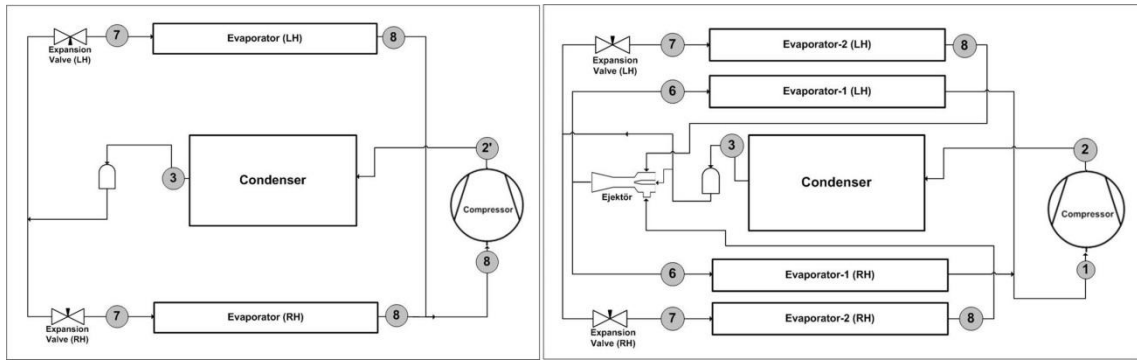 7
Evaporator (LH)
8
Expansion
Valve (LH)
2'
3
Condenser
Compressor
8
7
Evaporator (RH)
8
Expansion
Valve (RH)
7
Evaporator-2 (LH)
8
Expansion
Valve (LH)
6
Evaporator-1 (LH)
3
2
Condenser
Ejektör
Compressor
6
Evaporator-1 (RH)
1
7
Evaporator-2 (RH)
8
Expansion
Valve (RH)